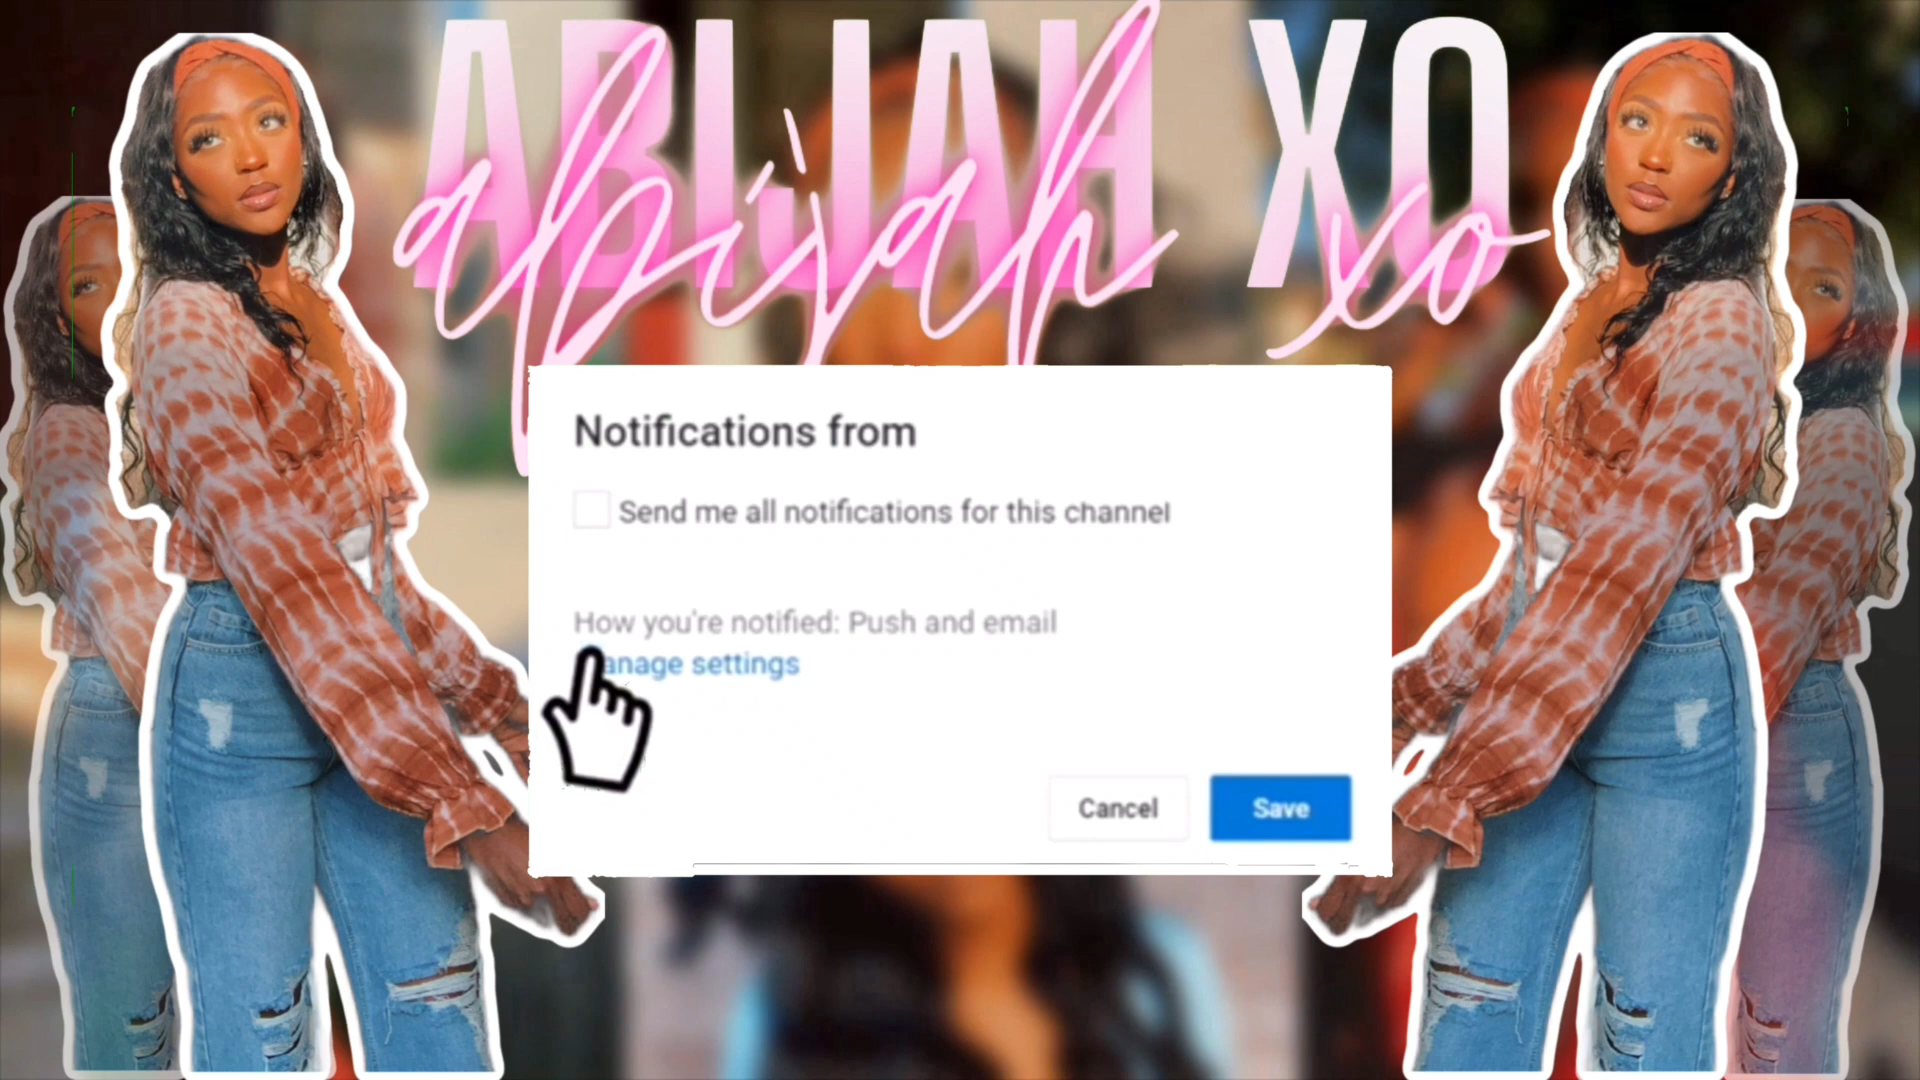 ABIJAH XO
abijah xo
Notifications from
Send me all notifications for this channel
How you're notified: Push and email
anage settings
Cancel
Save